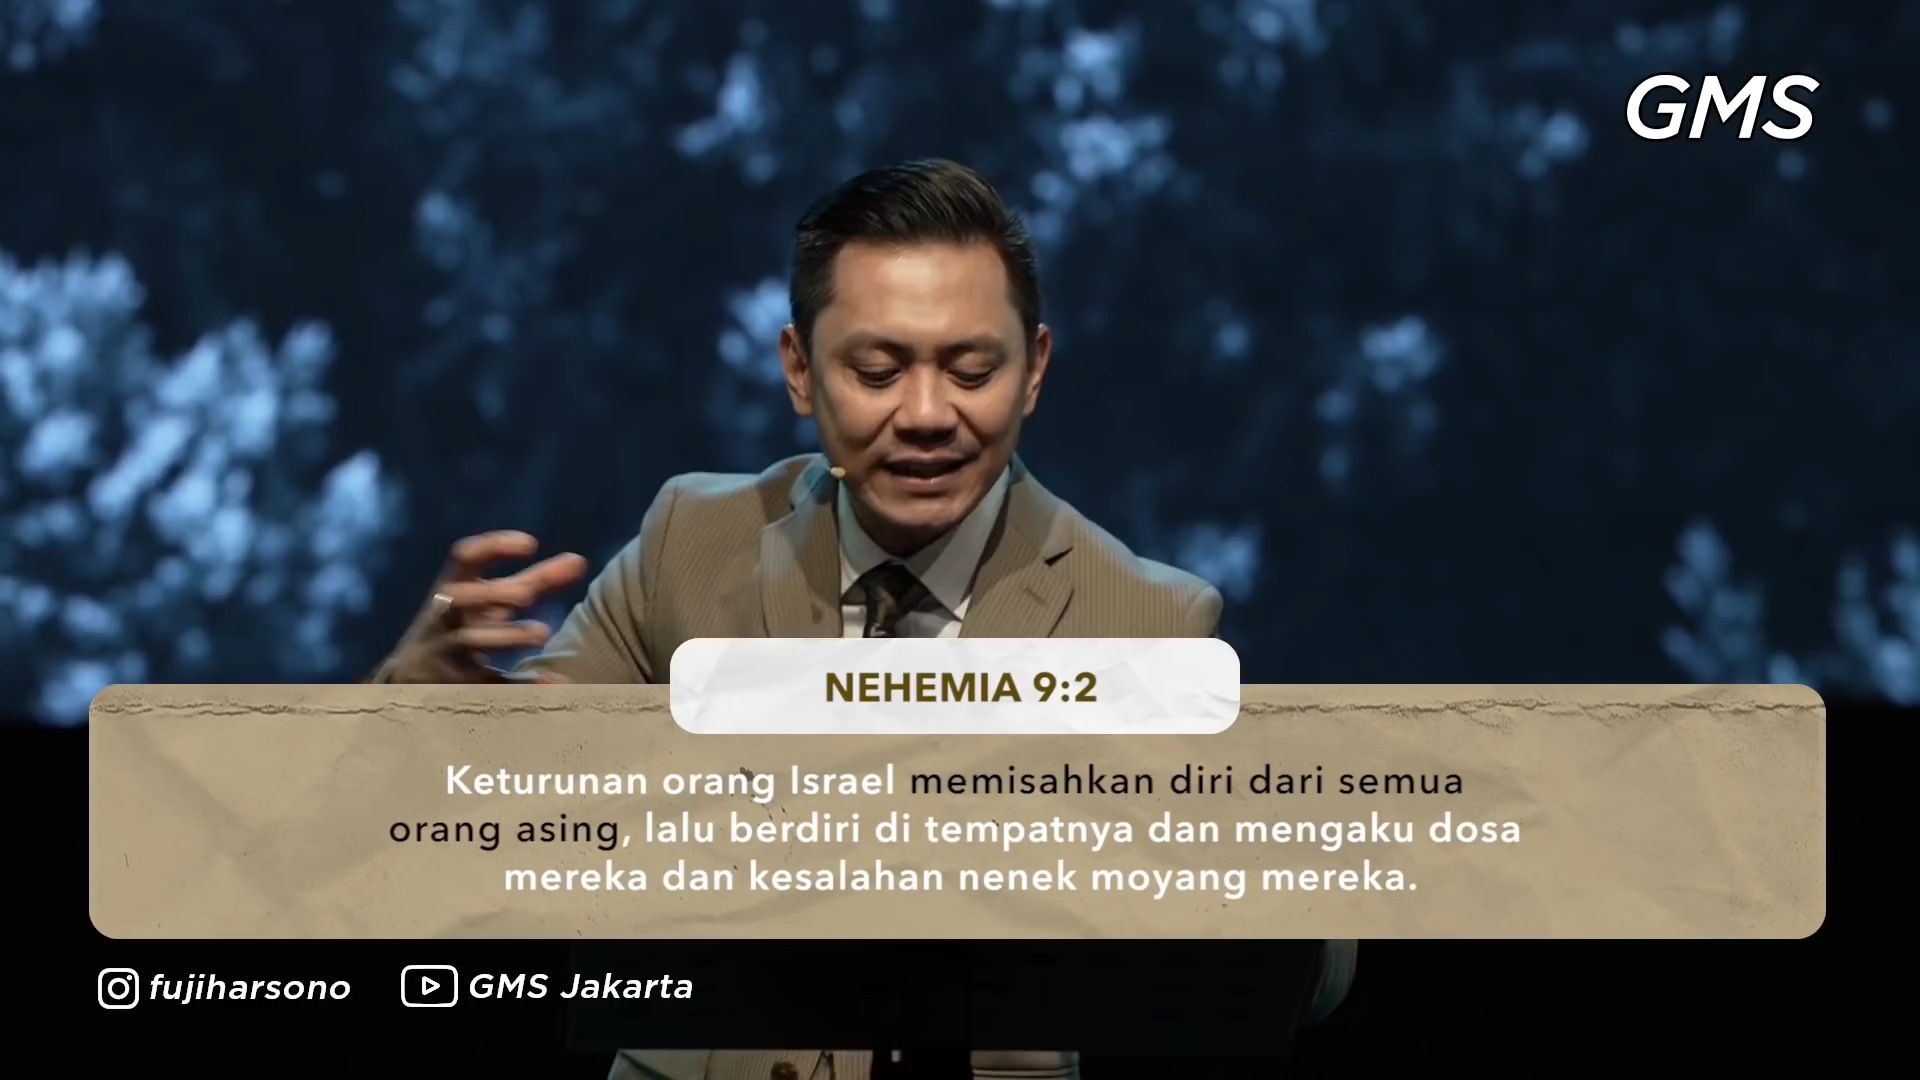 GMS
NEHEMIA 9:2
Keturunan orang Israel memisahkan diri dari semua
orang asing, lalu berdiri di tempatnya dan mengaku dosa
mereka dan kesalahan nenek moyang mereka.
fujiharsono
GMS Jakarta